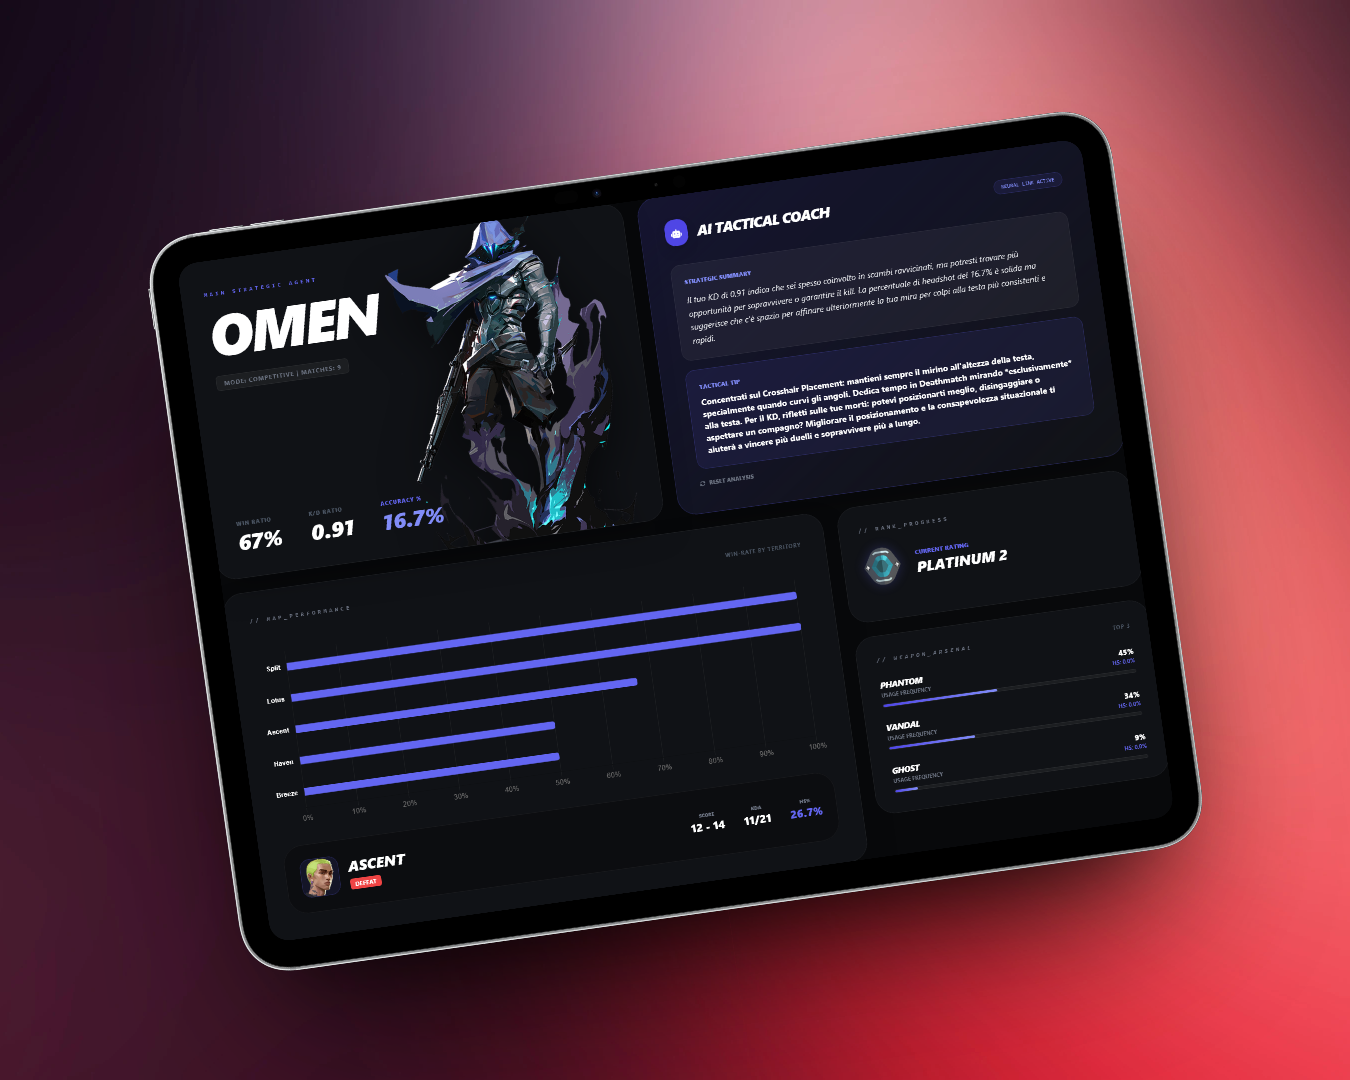 MAIN STRATEGIC AGENT
OMEN
MODE: COMPETITIVE | MATCHES: 9
WIN RATIO
67%
K/D RATIO
0.91
ACCURACY %
16.7%
AI TACTICAL COACH
NEURAL LINK ACTIVE
STRATEGIC SUMMARY
Il tuo KD di 0.91 indica che sei spesso coinvolto in scambi ravvicinati, ma potresti trovare più
opportunità per sopravvivere o garantire il kill. La percentuale di headshot del 16.7% è solida ma
suggerisce che c'è spazio per affinare ulteriormente la tua mira per colpi alla testa più consistenti e
rapidi.
TACTICAL TIP
Concentrati sul Crosshair Placement: mantieni sempre il mirino all'altezza della testa,
specialmente quando curvi gli angoli. Dedica tempo in Deathmatch mirando *esclusivamente*
alla testa. Per il KD, rifletti sulle tue morti: potevi posizionarti meglio, disingaggiare o
aspettare un compagno? Migliorare il posizionamento e la consapevolezza situazionale ti
aiuterà a vincere più duelli e sopravvivere più a lungo.
RESET ANALYSIS
// MAP_PERFORMANCE
WIN-RATE BY TERRITORY
Split
Lotus
Ascent
Haven
Breeze
0%
10%
20%
30%
40%
50%
60%
70%
80%
90%
100%
ASCENT
DEFEAT
SCORE
12 - 14
KDA
11/21
HS%
26.7%
// RANK_PROGRESS
CURRENT RATING
PLATINUM 2
// WEAPON_ARSENAL
TOP 3
PHANTOM
USAGE FREQUENCY
45%
HS: 0.0%
VANDAL
USAGE FREQUENCY
34%
HS: 0.0%
GHOST
USAGE FREQUENCY
9%
HS: 0.0%